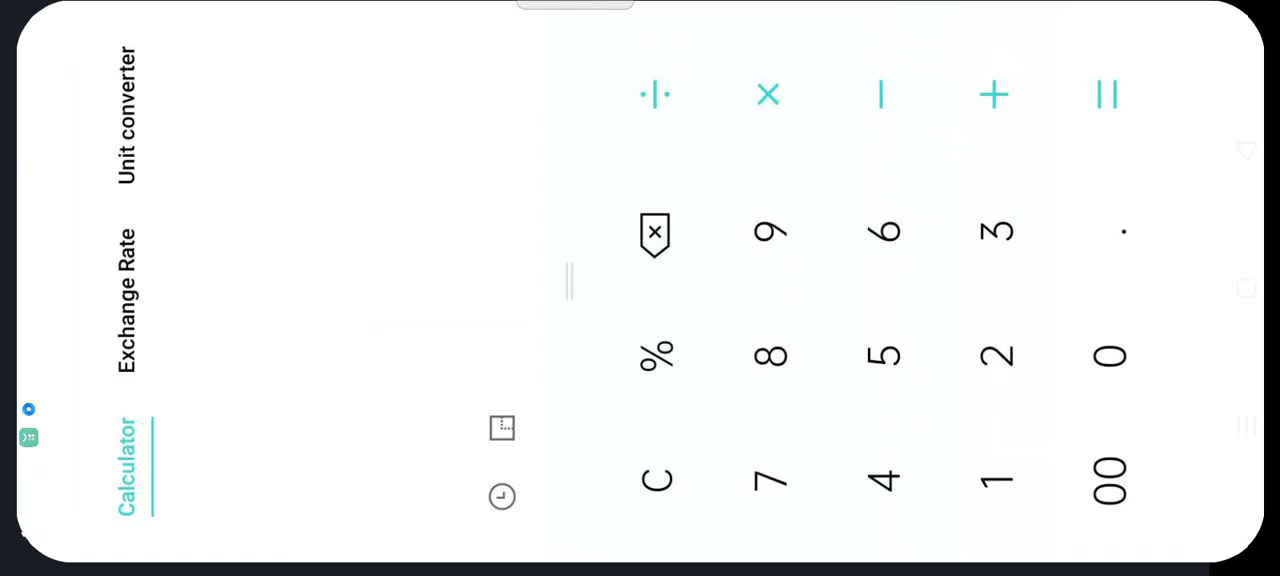 Calculator Exchange Rate Unit converter
C % ÷
7 8 9 ×
4 5 6 −
1 2 3 +
00 0 . =